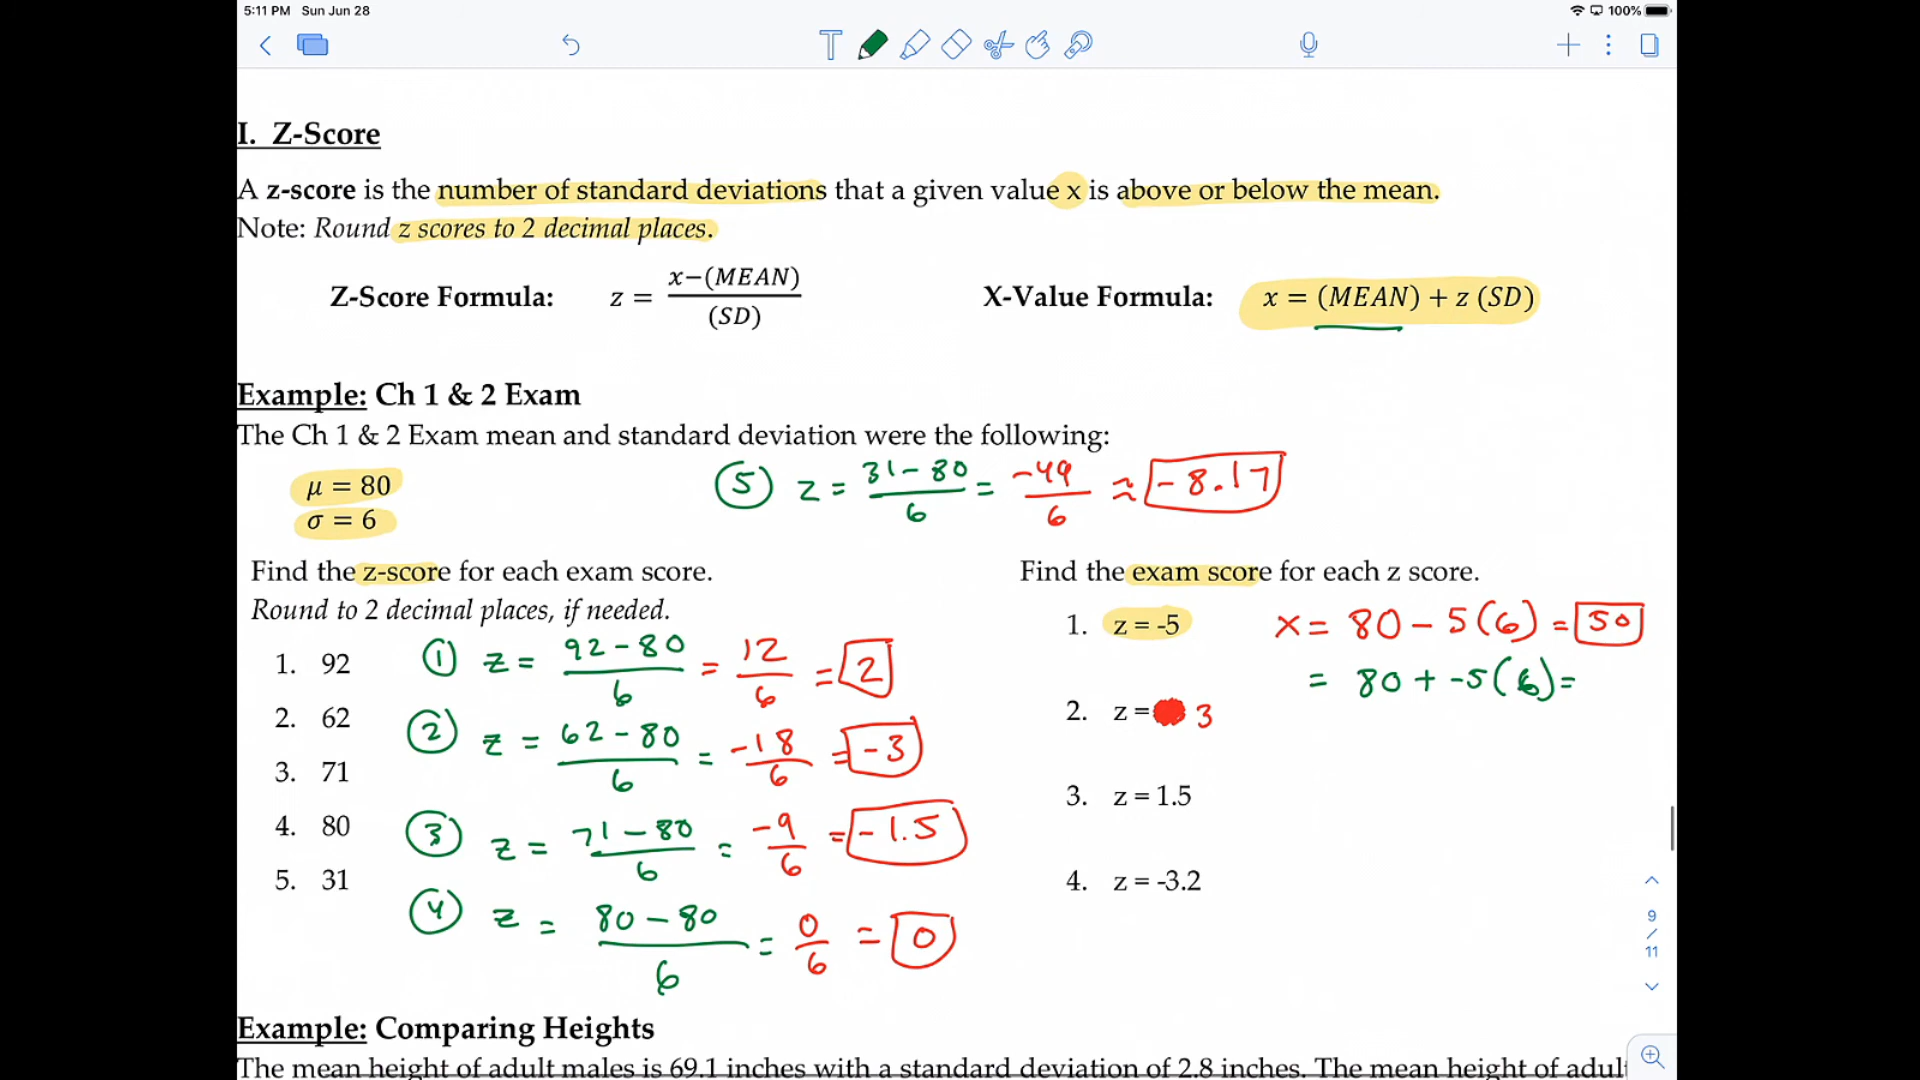 5:11 PM Sun Jun 28
100%
I. Z-Score
A z-score is the number of standard deviations that a given value x is above or below the mean.
Note: Round z scores to 2 decimal places.
Z-Score Formula: z = x−(MEAN) / (SD)
X-Value Formula: x = (MEAN) + z (SD)
Example: Ch 1 & 2 Exam
The Ch 1 & 2 Exam mean and standard deviation were the following:
μ = 80
σ = 6
⑤ z = 31 - 80 / 6 = -49 / 6 ≈ -8.17
Find the z-score for each exam score.
Round to 2 decimal places, if needed.
1. 92
2. 62
3. 71
4. 80
5. 31
① z = 92 - 80 / 6 = 12 / 6 = 2
② z = 62 - 80 / 6 = -18 / 6 = -3
③ z = 71 - 80 / 6 = -9 / 6 = -1.5
④ z = 80 - 80 / 6 = 0 / 6 = 0
Find the exam score for each z score.
1. z = -5 x = 80 - 5(6) = 50
= 80 + -5(6) =
2. z = 3
3. z = 1.5
4. z = -3.2
9
/
11
Example: Comparing Heights
The mean height of adult males is 69.1 inches with a standard deviation of 2.8 inches. The mean height of adul